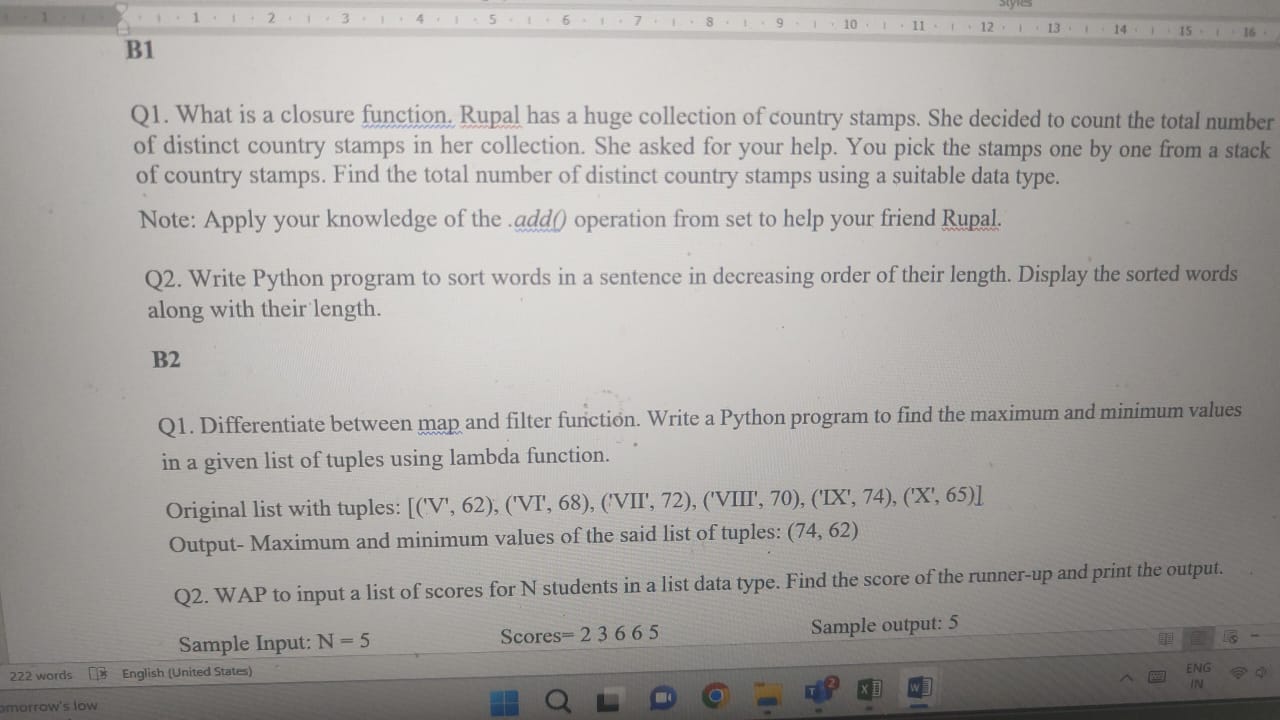 Styles
1 1 2 3 4 5 6 7 8 9 10 11 12 13 14 15 16
B1
Q1. What is a closure function. Rupal has a huge collection of country stamps. She decided to count the total number
of distinct country stamps in her collection. She asked for your help. You pick the stamps one by one from a stack
of country stamps. Find the total number of distinct country stamps using a suitable data type.
Note: Apply your knowledge of the .add() operation from set to help your friend Rupal.
Q2. Write Python program to sort words in a sentence in decreasing order of their length. Display the sorted words
along with their length.
B2
Q1. Differentiate between map and filter function. Write a Python program to find the maximum and minimum values
in a given list of tuples using lambda function.
Original list with tuples: [('V', 62), ('VI', 68), ('VII', 72), ('VIII', 70), ('IX', 74), ('X', 65)]
Output- Maximum and minimum values of the said list of tuples: (74, 62)
Q2. WAP to input a list of scores for N students in a list data type. Find the score of the runner-up and print the output.
Sample Input: N = 5 Scores= 2 3 6 6 5 Sample output: 5
222 words English (United States)
omorrow's low 2 ENG
IN